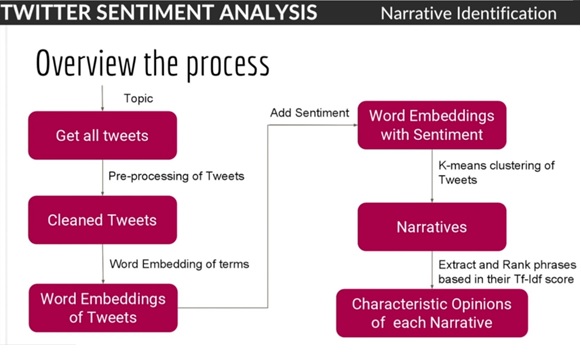 TWITTER SENTIMENT ANALYSIS
Narrative Identification
Overview the process
Topic
Get all tweets
Pre-processing of Tweets
Cleaned Tweets
Word Embedding of terms
Word Embeddings
of Tweets
Add Sentiment
Word Embeddings
with Sentiment
K-means clustering of
Tweets
Narratives
Extract and Rank phrases
based in their Tf-Idf score
Characteristic Opinions
of each Narrative